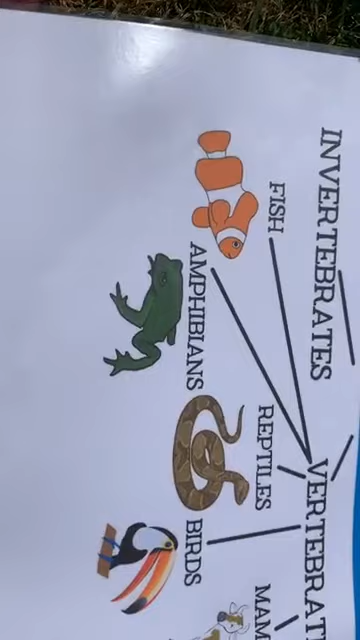 INVERTEBRATES
VERTEBRAT
FISH
AMPHIBIANS
REPTILES
BIRDS
MAM